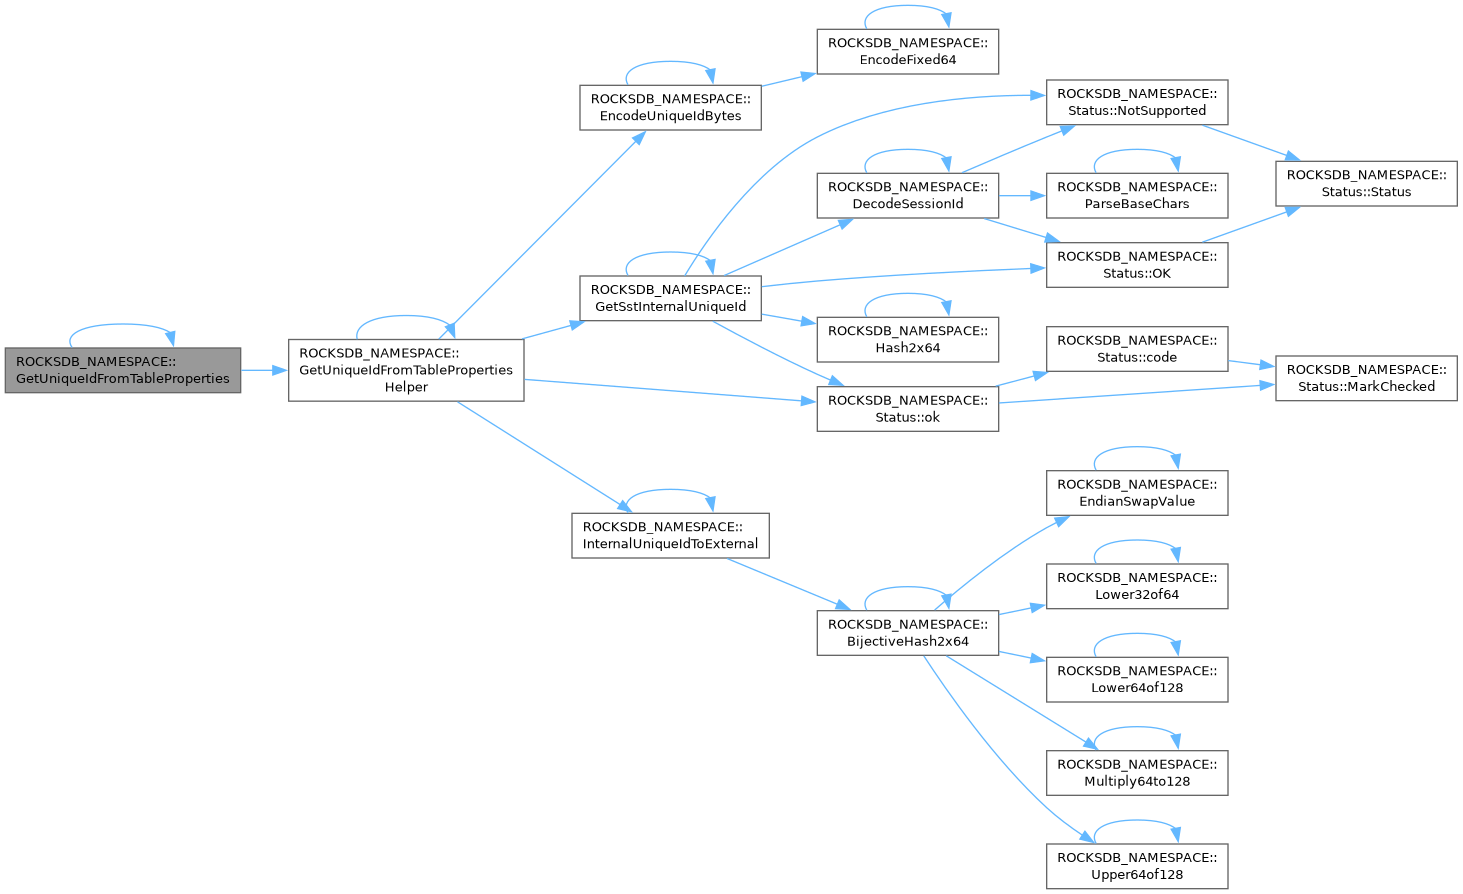 ROCKSDB_NAMESPACE::
GetUniqueIdFromTableProperties
ROCKSDB_NAMESPACE::
GetUniqueIdFromTableProperties
Helper
ROCKSDB_NAMESPACE::
EncodeUniqueIdBytes
ROCKSDB_NAMESPACE::
EncodeFixed64
ROCKSDB_NAMESPACE::
GetSstInternalUniqueId
ROCKSDB_NAMESPACE::
Status::NotSupported
ROCKSDB_NAMESPACE::
DecodeSessionId
ROCKSDB_NAMESPACE::
ParseBaseChars
ROCKSDB_NAMESPACE::
Status::Status
ROCKSDB_NAMESPACE::
Status::OK
ROCKSDB_NAMESPACE::
Hash2x64
ROCKSDB_NAMESPACE::
Status::ok
ROCKSDB_NAMESPACE::
Status::code
ROCKSDB_NAMESPACE::
Status::MarkChecked
ROCKSDB_NAMESPACE::
InternalUniqueIdToExternal
ROCKSDB_NAMESPACE::
BijectiveHash2x64
ROCKSDB_NAMESPACE::
EndianSwapValue
ROCKSDB_NAMESPACE::
Lower32of64
ROCKSDB_NAMESPACE::
Lower64of128
ROCKSDB_NAMESPACE::
Multiply64to128
ROCKSDB_NAMESPACE::
Upper64of128